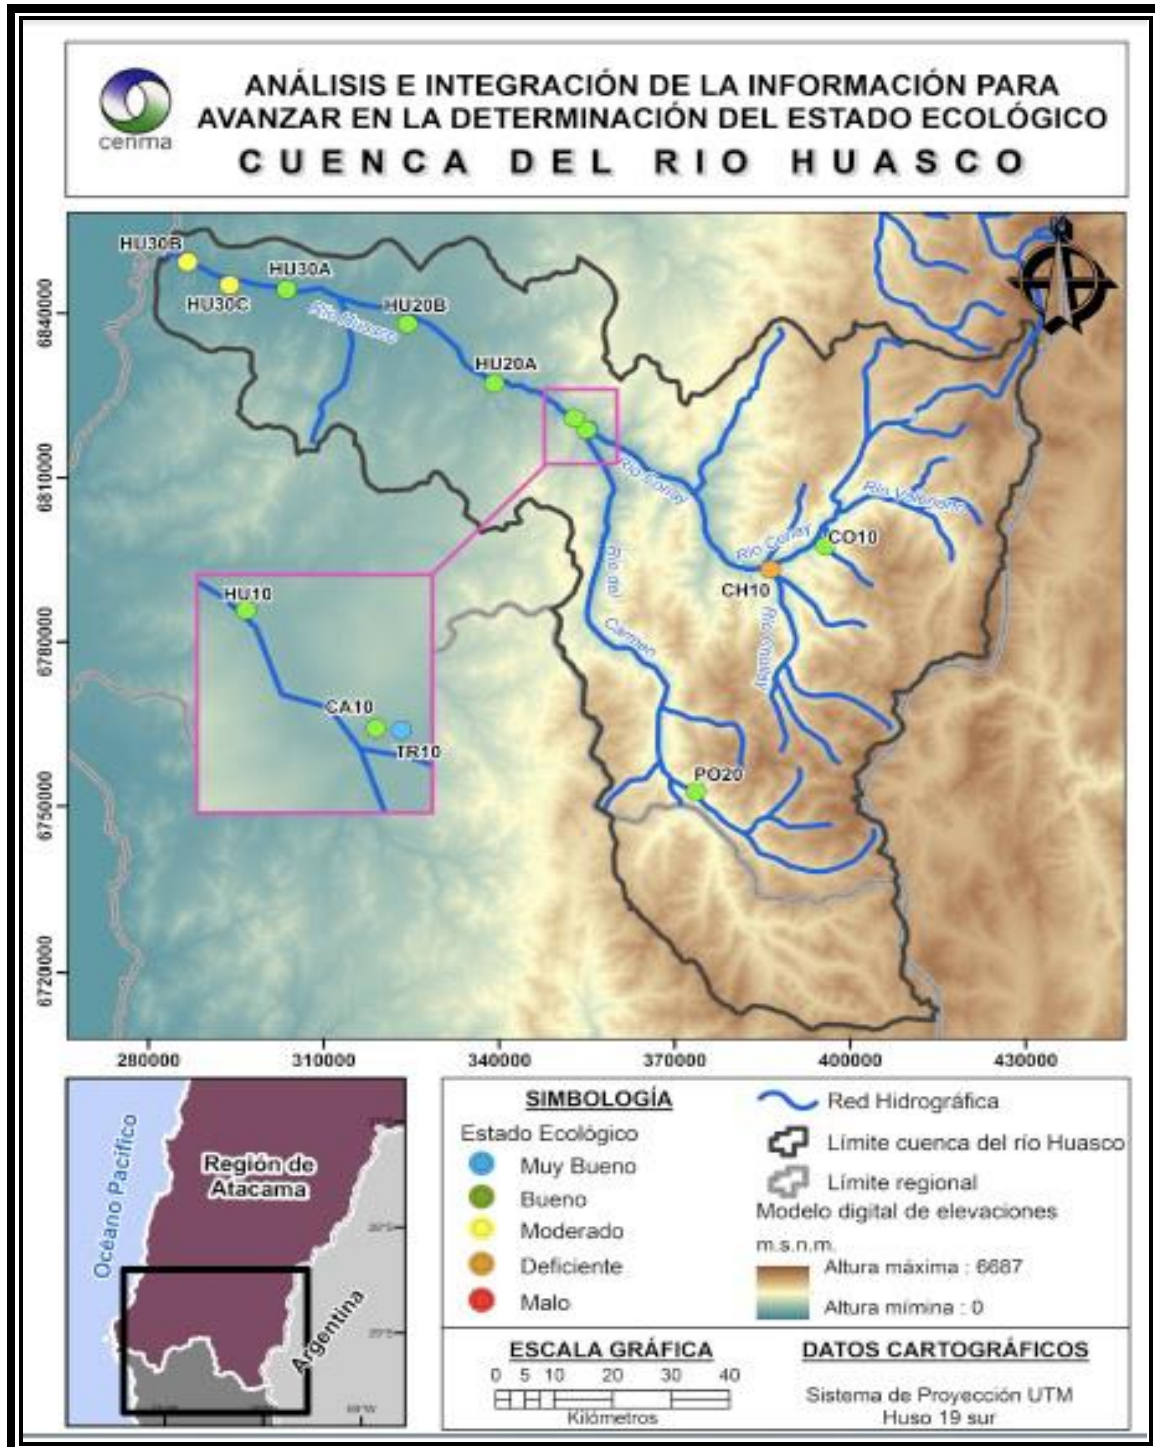 cenma
ANÁLISIS E INTEGRACIÓN DE LA INFORMACIÓN PARA
AVANZAR EN LA DETERMINACIÓN DEL ESTADO ECOLÓGICO
CUENCA DEL RIO HUASCO
HU30B
HU30A
HU30C
HU20B
Río Huasco
HU20A
Río Conay
Río Valeriano
Río Conay
CO10
CH10
Río del
Carmen
HU10
CA10
TR10
PO20
6840000
6810000
6780000
6750000
6720000
280000
310000
340000
370000
400000
430000
Océano Pacífico
Región de
Atacama
Argentina
SIMBOLOGÍA
Estado Ecológico
Muy Bueno
Bueno
Moderado
Deficiente
Malo
Red Hidrográfica
Límite cuenca del río Huasco
Límite regional
Modelo digital de elevaciones
m.s.n.m.
Altura máxima : 6687
Altura mímina : 0
ESCALA GRÁFICA
0 5 10 20 30 40
Kilómetros
DATOS CARTOGRÁFICOS
Sistema de Proyección UTM
Huso 19 sur